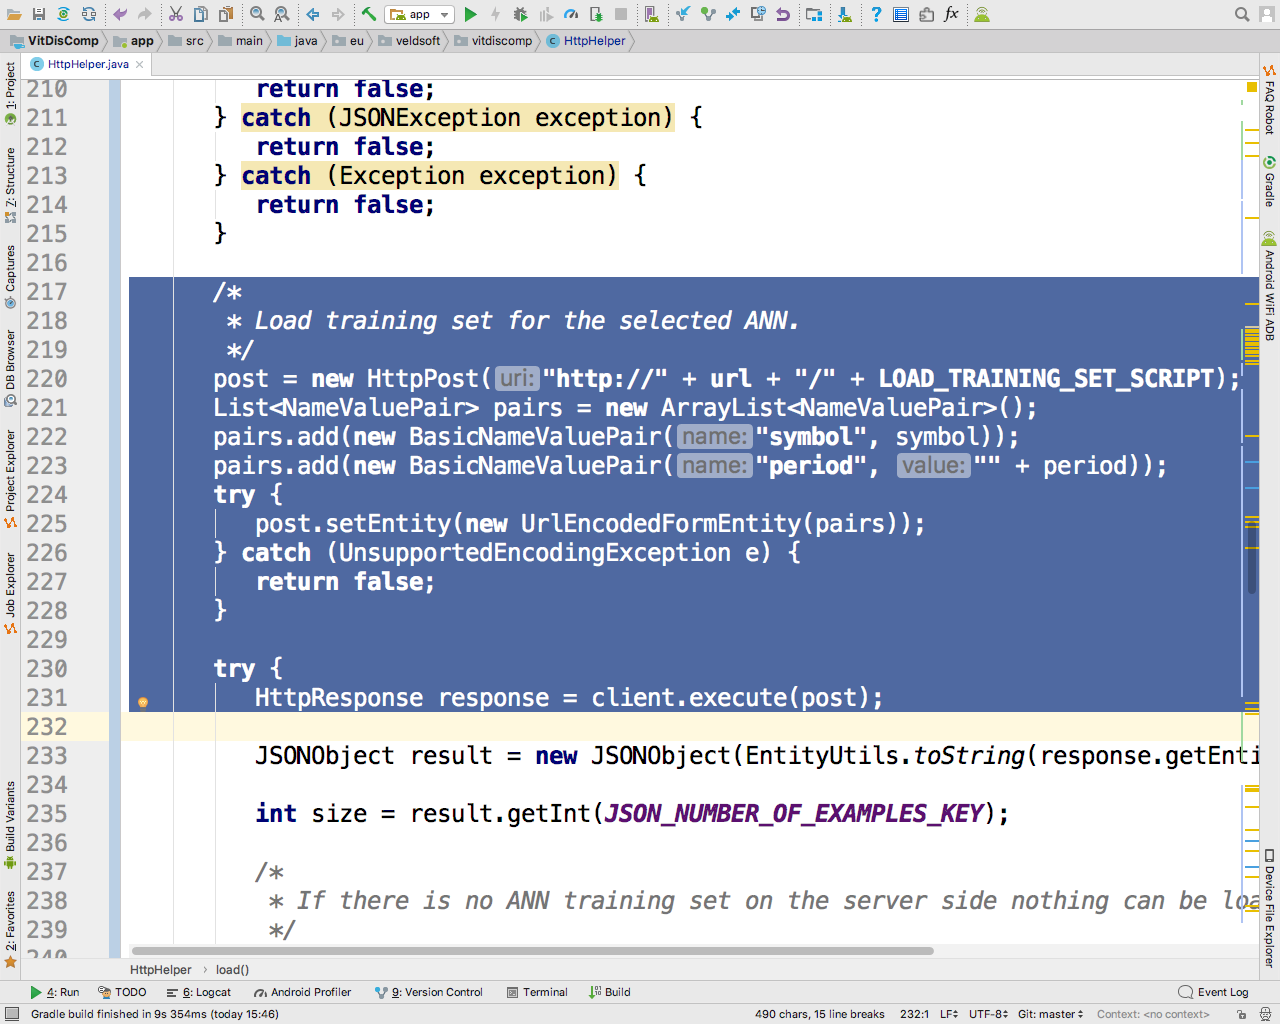 app
VitDisComp app src main java eu veldsoft vitdiscomp HttpHelper
HttpHelper.java
210 return false;
211 } catch (JSONException exception) {
212 return false;
213 } catch (Exception exception) {
214 return false;
215 }
216
217 /*
218 * Load training set for the selected ANN.
219 */
220 post = new HttpPost( uri: "http://" + url + "/" + LOAD_TRAINING_SET_SCRIPT);
221 List<NameValuePair> pairs = new ArrayList<NameValuePair>();
222 pairs.add(new BasicNameValuePair( name: "symbol", symbol));
223 pairs.add(new BasicNameValuePair( name: "period", value: "" + period));
224 try {
225 post.setEntity(new UrlEncodedFormEntity(pairs));
226 } catch (UnsupportedEncodingException e) {
227 return false;
228 }
229
230 try {
231 HttpResponse response = client.execute(post);
232
233 JSONObject result = new JSONObject(EntityUtils.toString(response.getEnti
234
235 int size = result.getInt(JSON_NUMBER_OF_EXAMPLES_KEY);
236
237 /*
238 * If there is no ANN training set on the server side nothing can be loa
239 */
240
1: Project
7: Structure
Captures
DB Browser
Project Explorer
Job Explorer
Build Variants
2: Favorites
FAQ Robot
Gradle
Android WiFi ADB
Device File Explorer
HttpHelper › load()
4: Run TODO 6: Logcat Android Profiler 9: Version Control Terminal Build Event Log
Gradle build finished in 9s 354ms (today 15:46) 490 chars, 15 line breaks 232:1 LF UTF-8 Git: master Context: <no context>